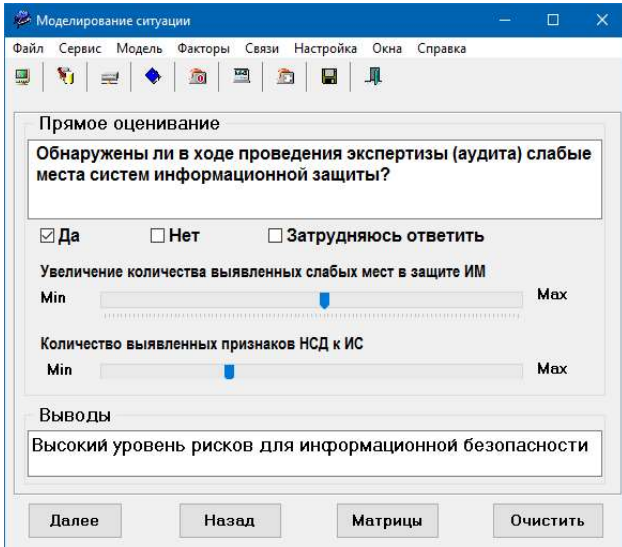 Моделирование ситуации
Файл Сервис Модель Факторы Связи Настройка Окна Справка
Прямое оценивание
Обнаружены ли в ходе проведения экспертизы (аудита) слабые
места систем информационной защиты?
Да Нет Затрудняюсь ответить
Увеличение количества выявленных слабых мест в защите ИМ
Min Max
Количество выявленных признаков НСД к ИС
Min Max
Выводы
Высокий уровень рисков для информационной безопасности
Далее Назад Матрицы Очистить